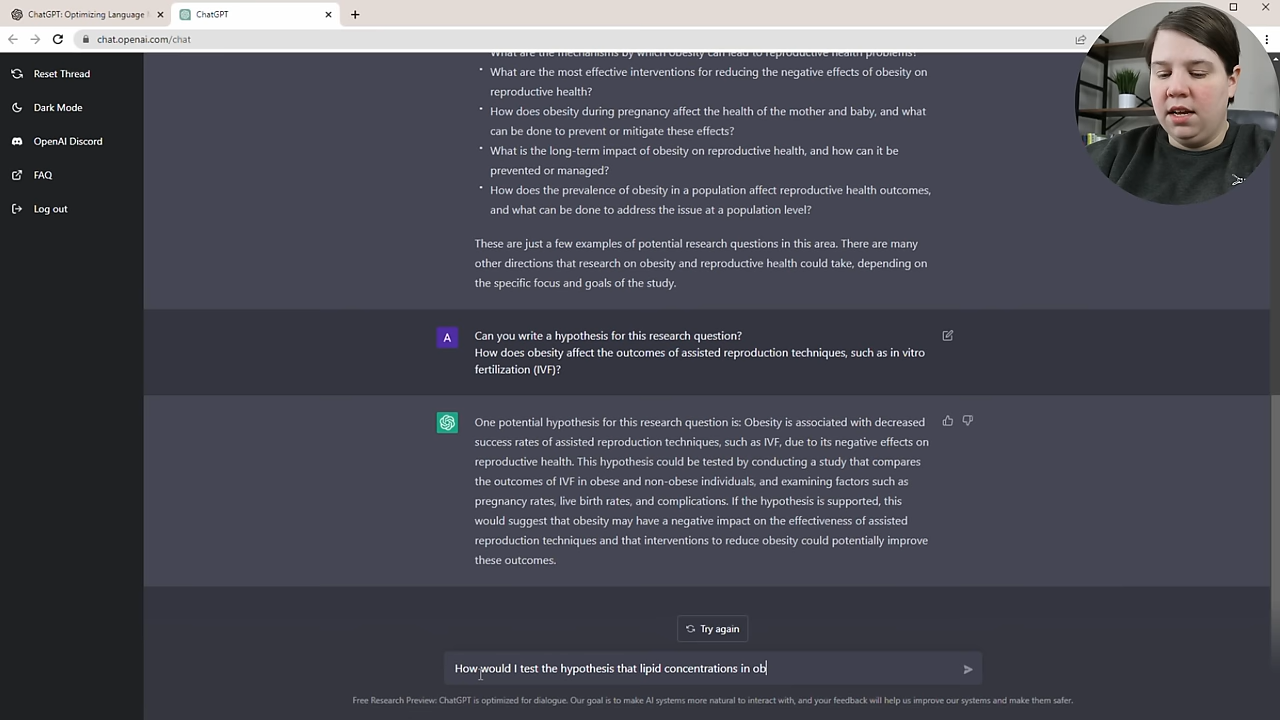 ChatGPT: Optimizing Language
ChatGPT
chat.openai.com/chat
Reset Thread
Dark Mode
OpenAI Discord
FAQ
Log out
What are the mechanisms by which obesity can lead to reproductive health problems?
What are the most effective interventions for reducing the negative effects of obesity on
reproductive health?
How does obesity during pregnancy affect the health of the mother and baby, and what
can be done to prevent or mitigate these effects?
What is the long-term impact of obesity on reproductive health, and how can it be
prevented or managed?
How does the prevalence of obesity in a population affect reproductive health outcomes,
and what can be done to address the issue at a population level?
These are just a few examples of potential research questions in this area. There are many
other directions that research on obesity and reproductive health could take, depending on
the specific focus and goals of the study.
A
Can you write a hypothesis for this research question?
How does obesity affect the outcomes of assisted reproduction techniques, such as in vitro
fertilization (IVF)?
One potential hypothesis for this research question is: Obesity is associated with decreased
success rates of assisted reproduction techniques, such as IVF, due to its negative effects on
reproductive health. This hypothesis could be tested by conducting a study that compares
the outcomes of IVF in obese and non-obese individuals, and examining factors such as
pregnancy rates, live birth rates, and complications. If the hypothesis is supported, this
would suggest that obesity may have a negative impact on the effectiveness of assisted
reproduction techniques and that interventions to reduce obesity could potentially improve
these outcomes.
Try again
How would I test the hypothesis that lipid concentrations in ob
Free Research Preview: ChatGPT is optimized for dialogue. Our goal is to make AI systems more natural to interact with, and your feedback will help us improve our systems and make them safer.